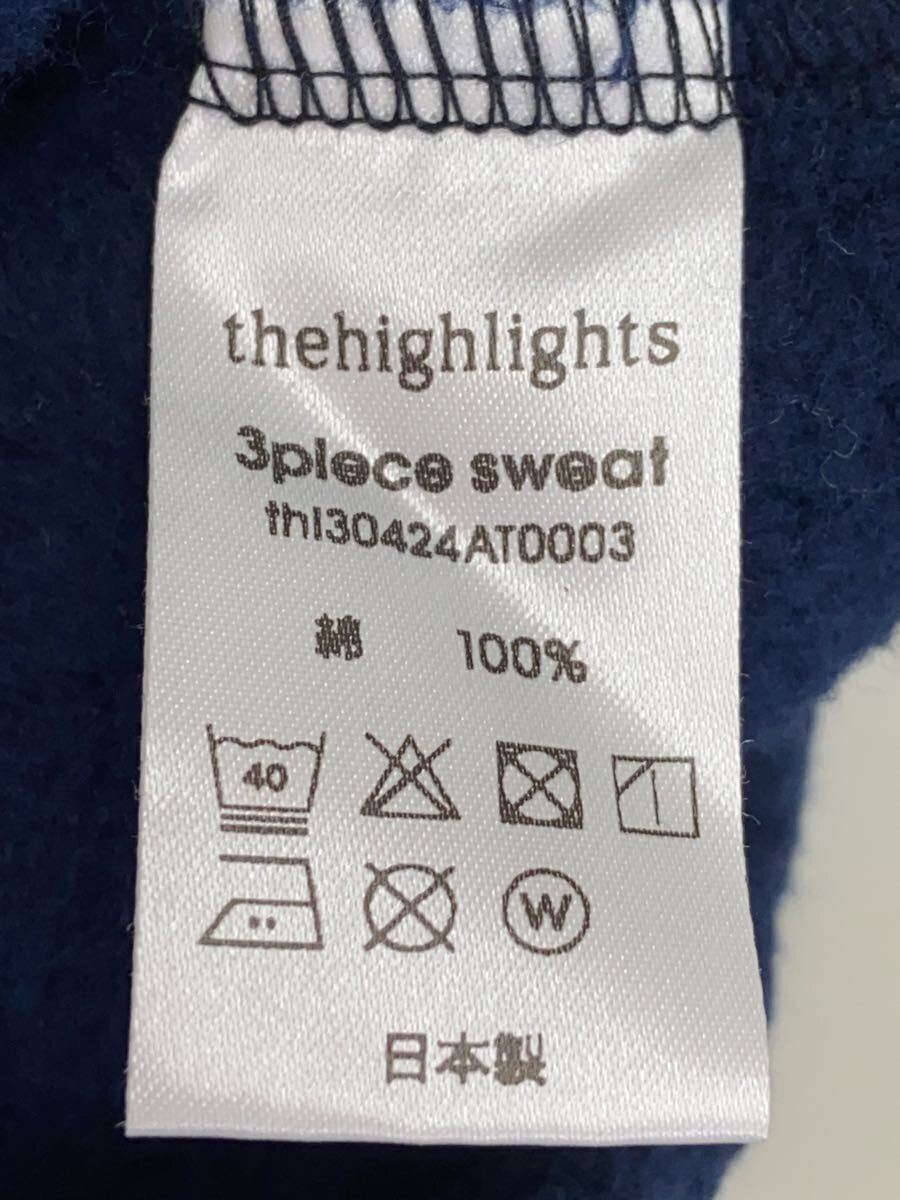 thehighlights
3piece sweat
thl30424AT0003
綿 100%
40
W
日本製